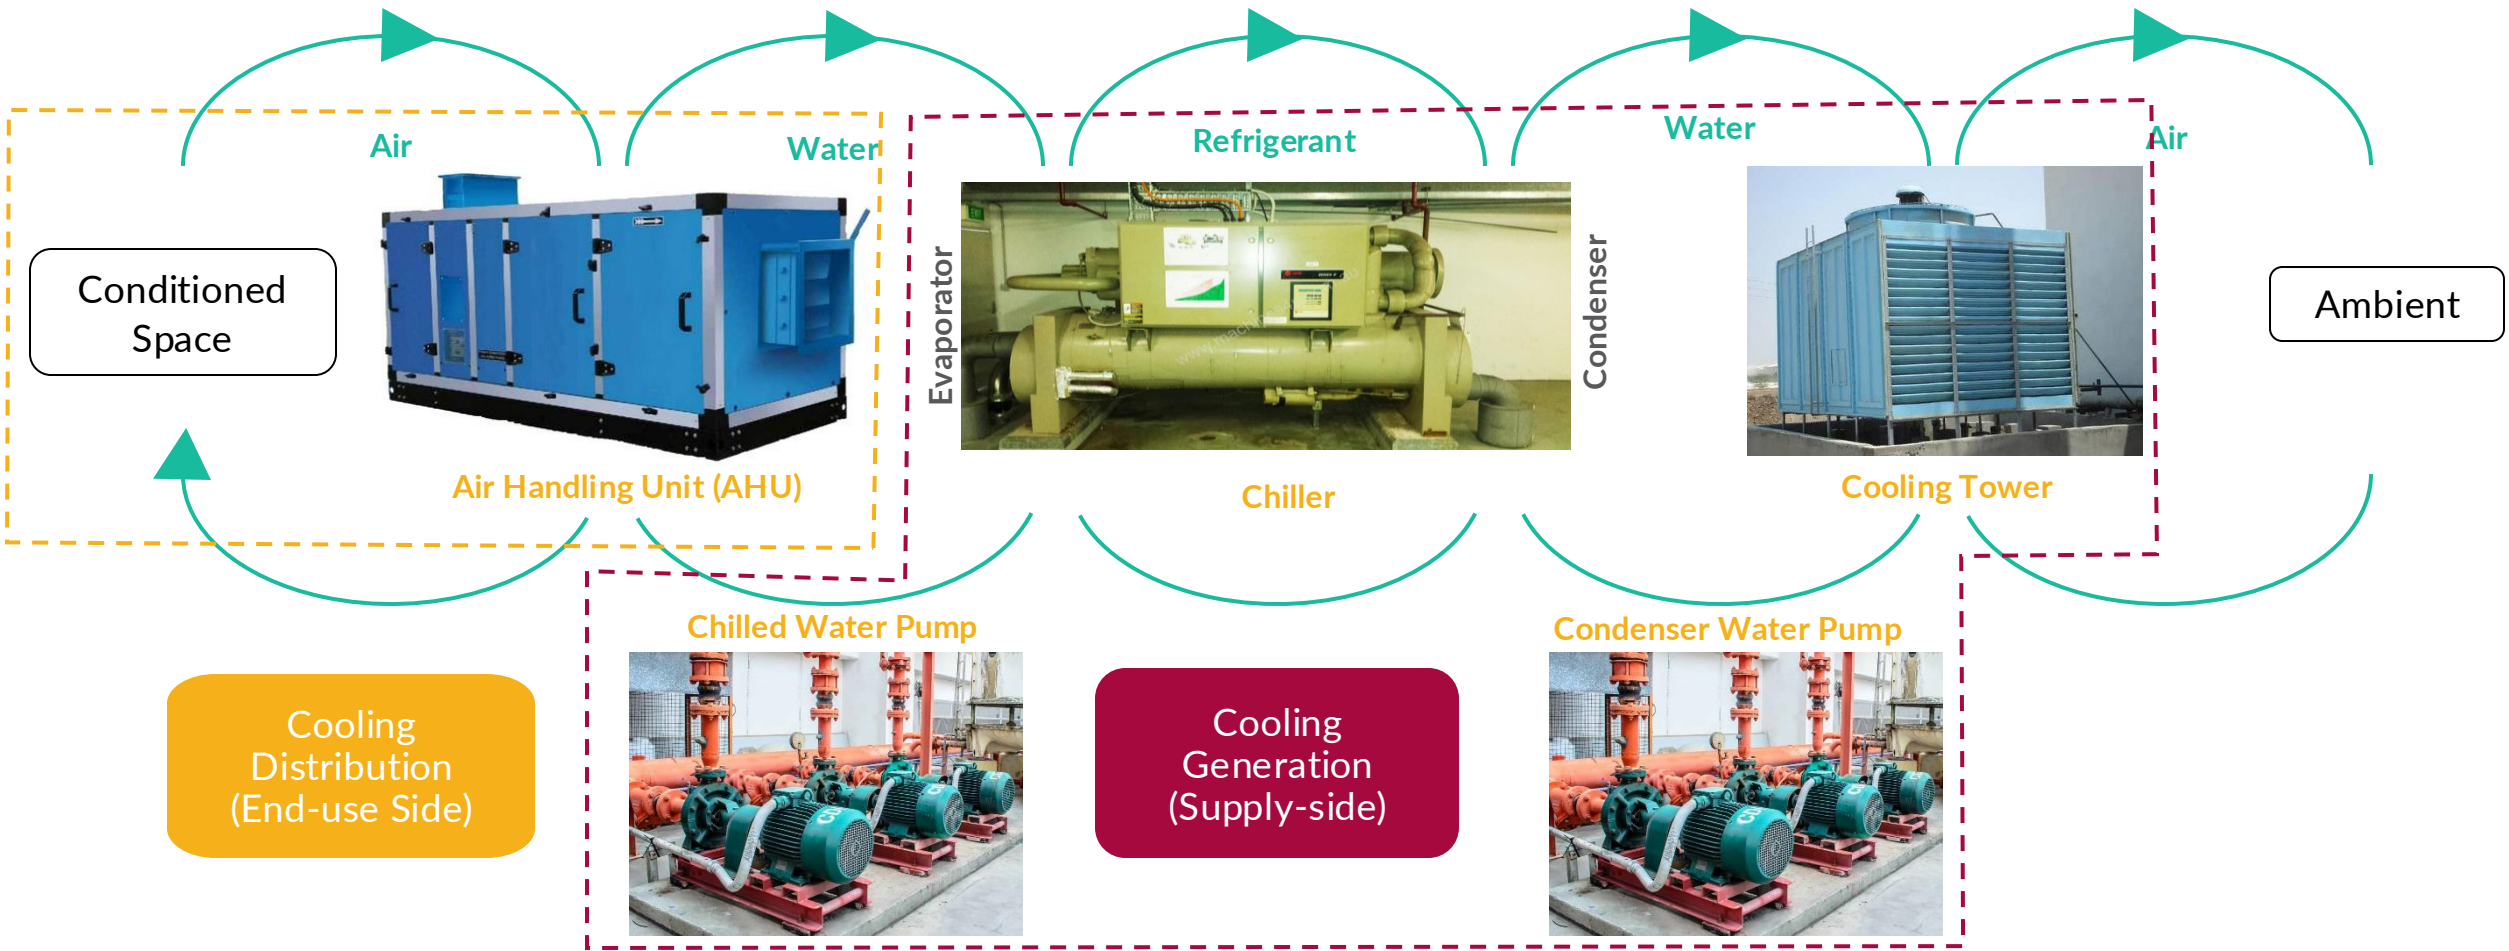 Air
Water
Refrigerant
Water
Air
Conditioned
Space
Evaporator
Condenser
Ambient
Air Handling Unit (AHU)
Chiller
Cooling Tower
Chilled Water Pump
Condenser Water Pump
Cooling
Distribution
(End-use Side)
Cooling
Generation
(Supply-side)